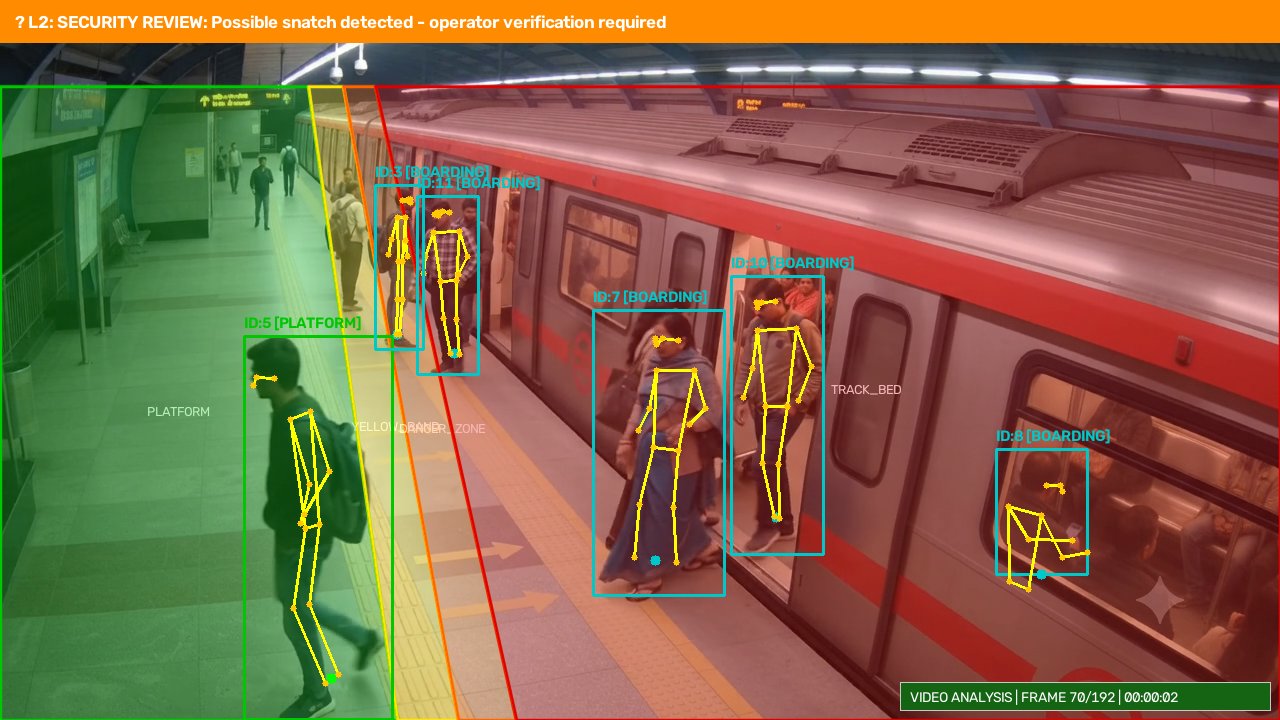 ? L2: SECURITY REVIEW: Possible snatch detected - operator verification required
ID:3 [BOARDING]
ID:11 [BOARDING]
ID:10 [BOARDING]
ID:7 [BOARDING]
ID:5 [PLATFORM]
TRACK_BED
PLATFORM
YELLOW_BAND
DANGER_ZONE
ID:8 [BOARDING]
VIDEO ANALYSIS | FRAME 70/192 | 00:00:02